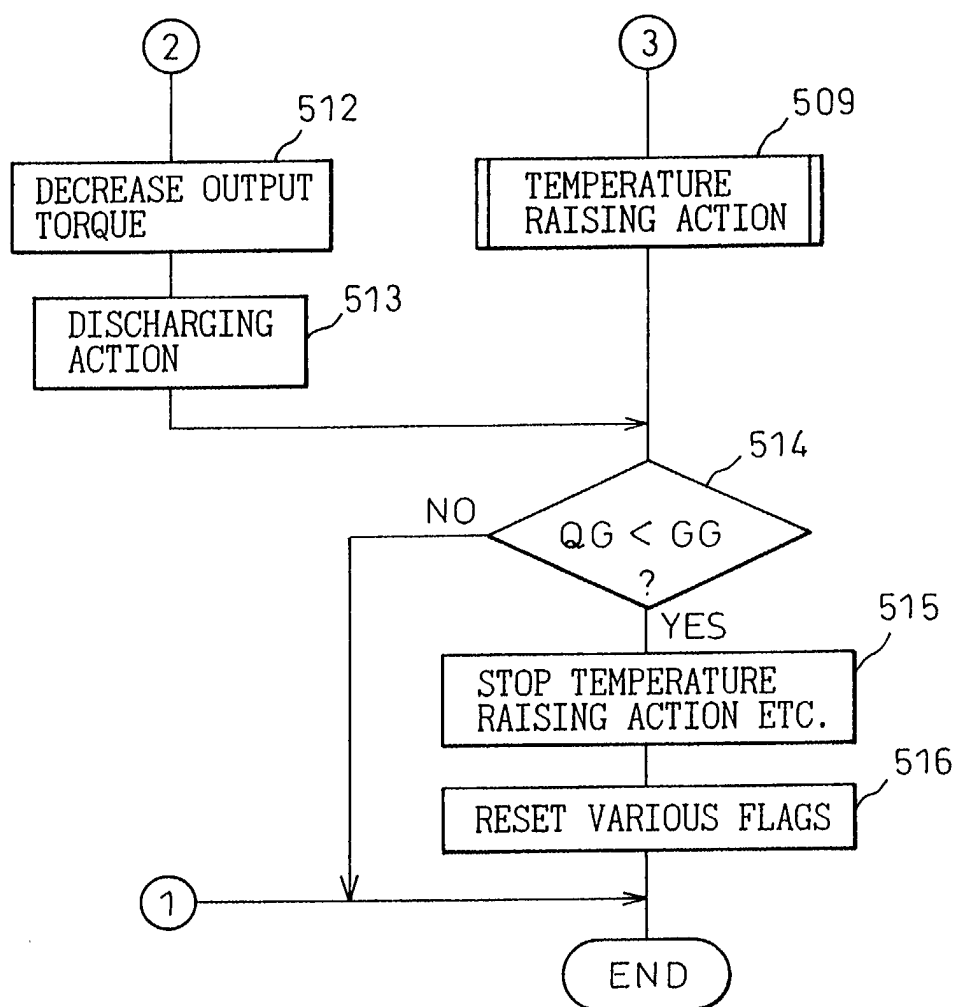 2
3
512
509
DECREASE OUTPUT
TORQUE
TEMPERATURE
RAISING ACTION
513
DISCHARGING
ACTION
514
NO
QG < GG
?
YES
515
STOP TEMPERATURE
RAISING ACTION ETC.
516
RESET VARIOUS FLAGS
1
END